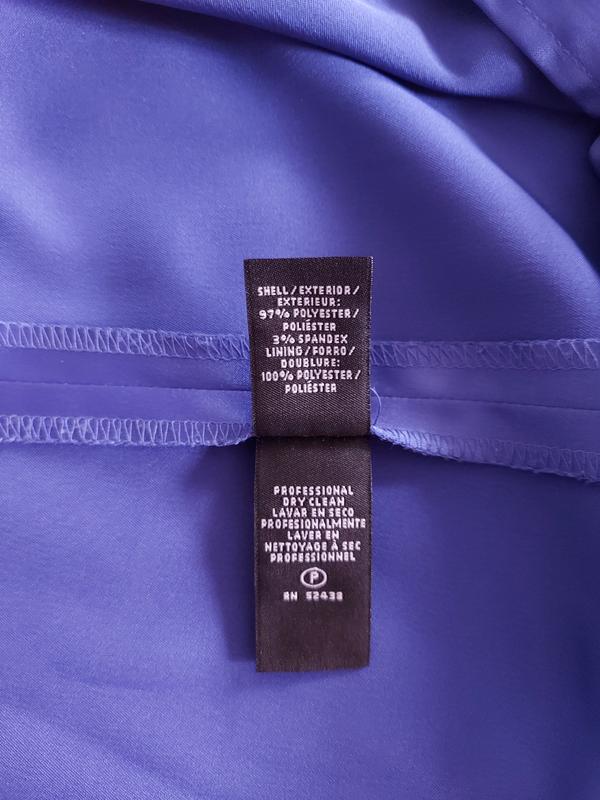 SHELL/EXTERIOR/
EXTERIEUR:
97% POLYESTER/
POLIÉSTER
3% SPANDEX
LINING/FORRO/
DOUBLURE:
100% POLYESTER/
POLIÉSTER
PROFESSIONAL
DRY CLEAN
LAVAR EN SECO
PROFESIONALMENTE
LAVER EN
NETTOYAGE À SEC
PROFESSIONNEL
P
RN 52438